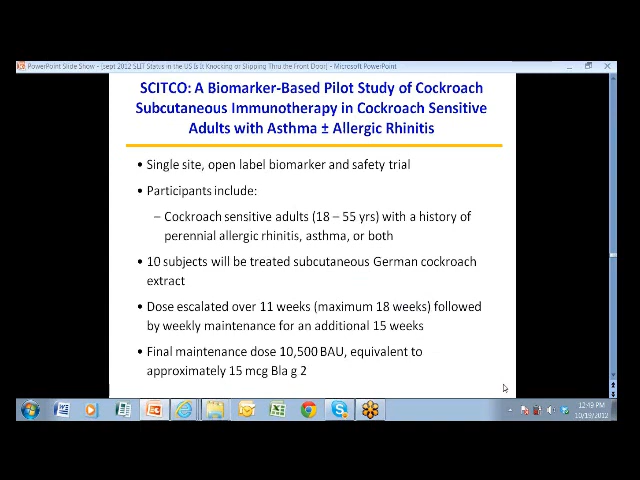 PowerPoint Slide Show - [sept 2012 SLIT Status in the US Is It Knocking or Slipping Thru the Front Door] - Microsoft PowerPoint
SCITCO: A Biomarker-Based Pilot Study of Cockroach
Subcutaneous Immunotherapy in Cockroach Sensitive
Adults with Asthma ± Allergic Rhinitis
• Single site, open label biomarker and safety trial
• Participants include:
– Cockroach sensitive adults (18 – 55 yrs) with a history of
perennial allergic rhinitis, asthma, or both
• 10 subjects will be treated subcutaneous German cockroach
extract
• Dose escalated over 11 weeks (maximum 18 weeks) followed
by weekly maintenance for an additional 15 weeks
• Final maintenance dose 10,500 BAU, equivalent to
approximately 15 mcg Bla g 2
12:49 PM
10/19/2012